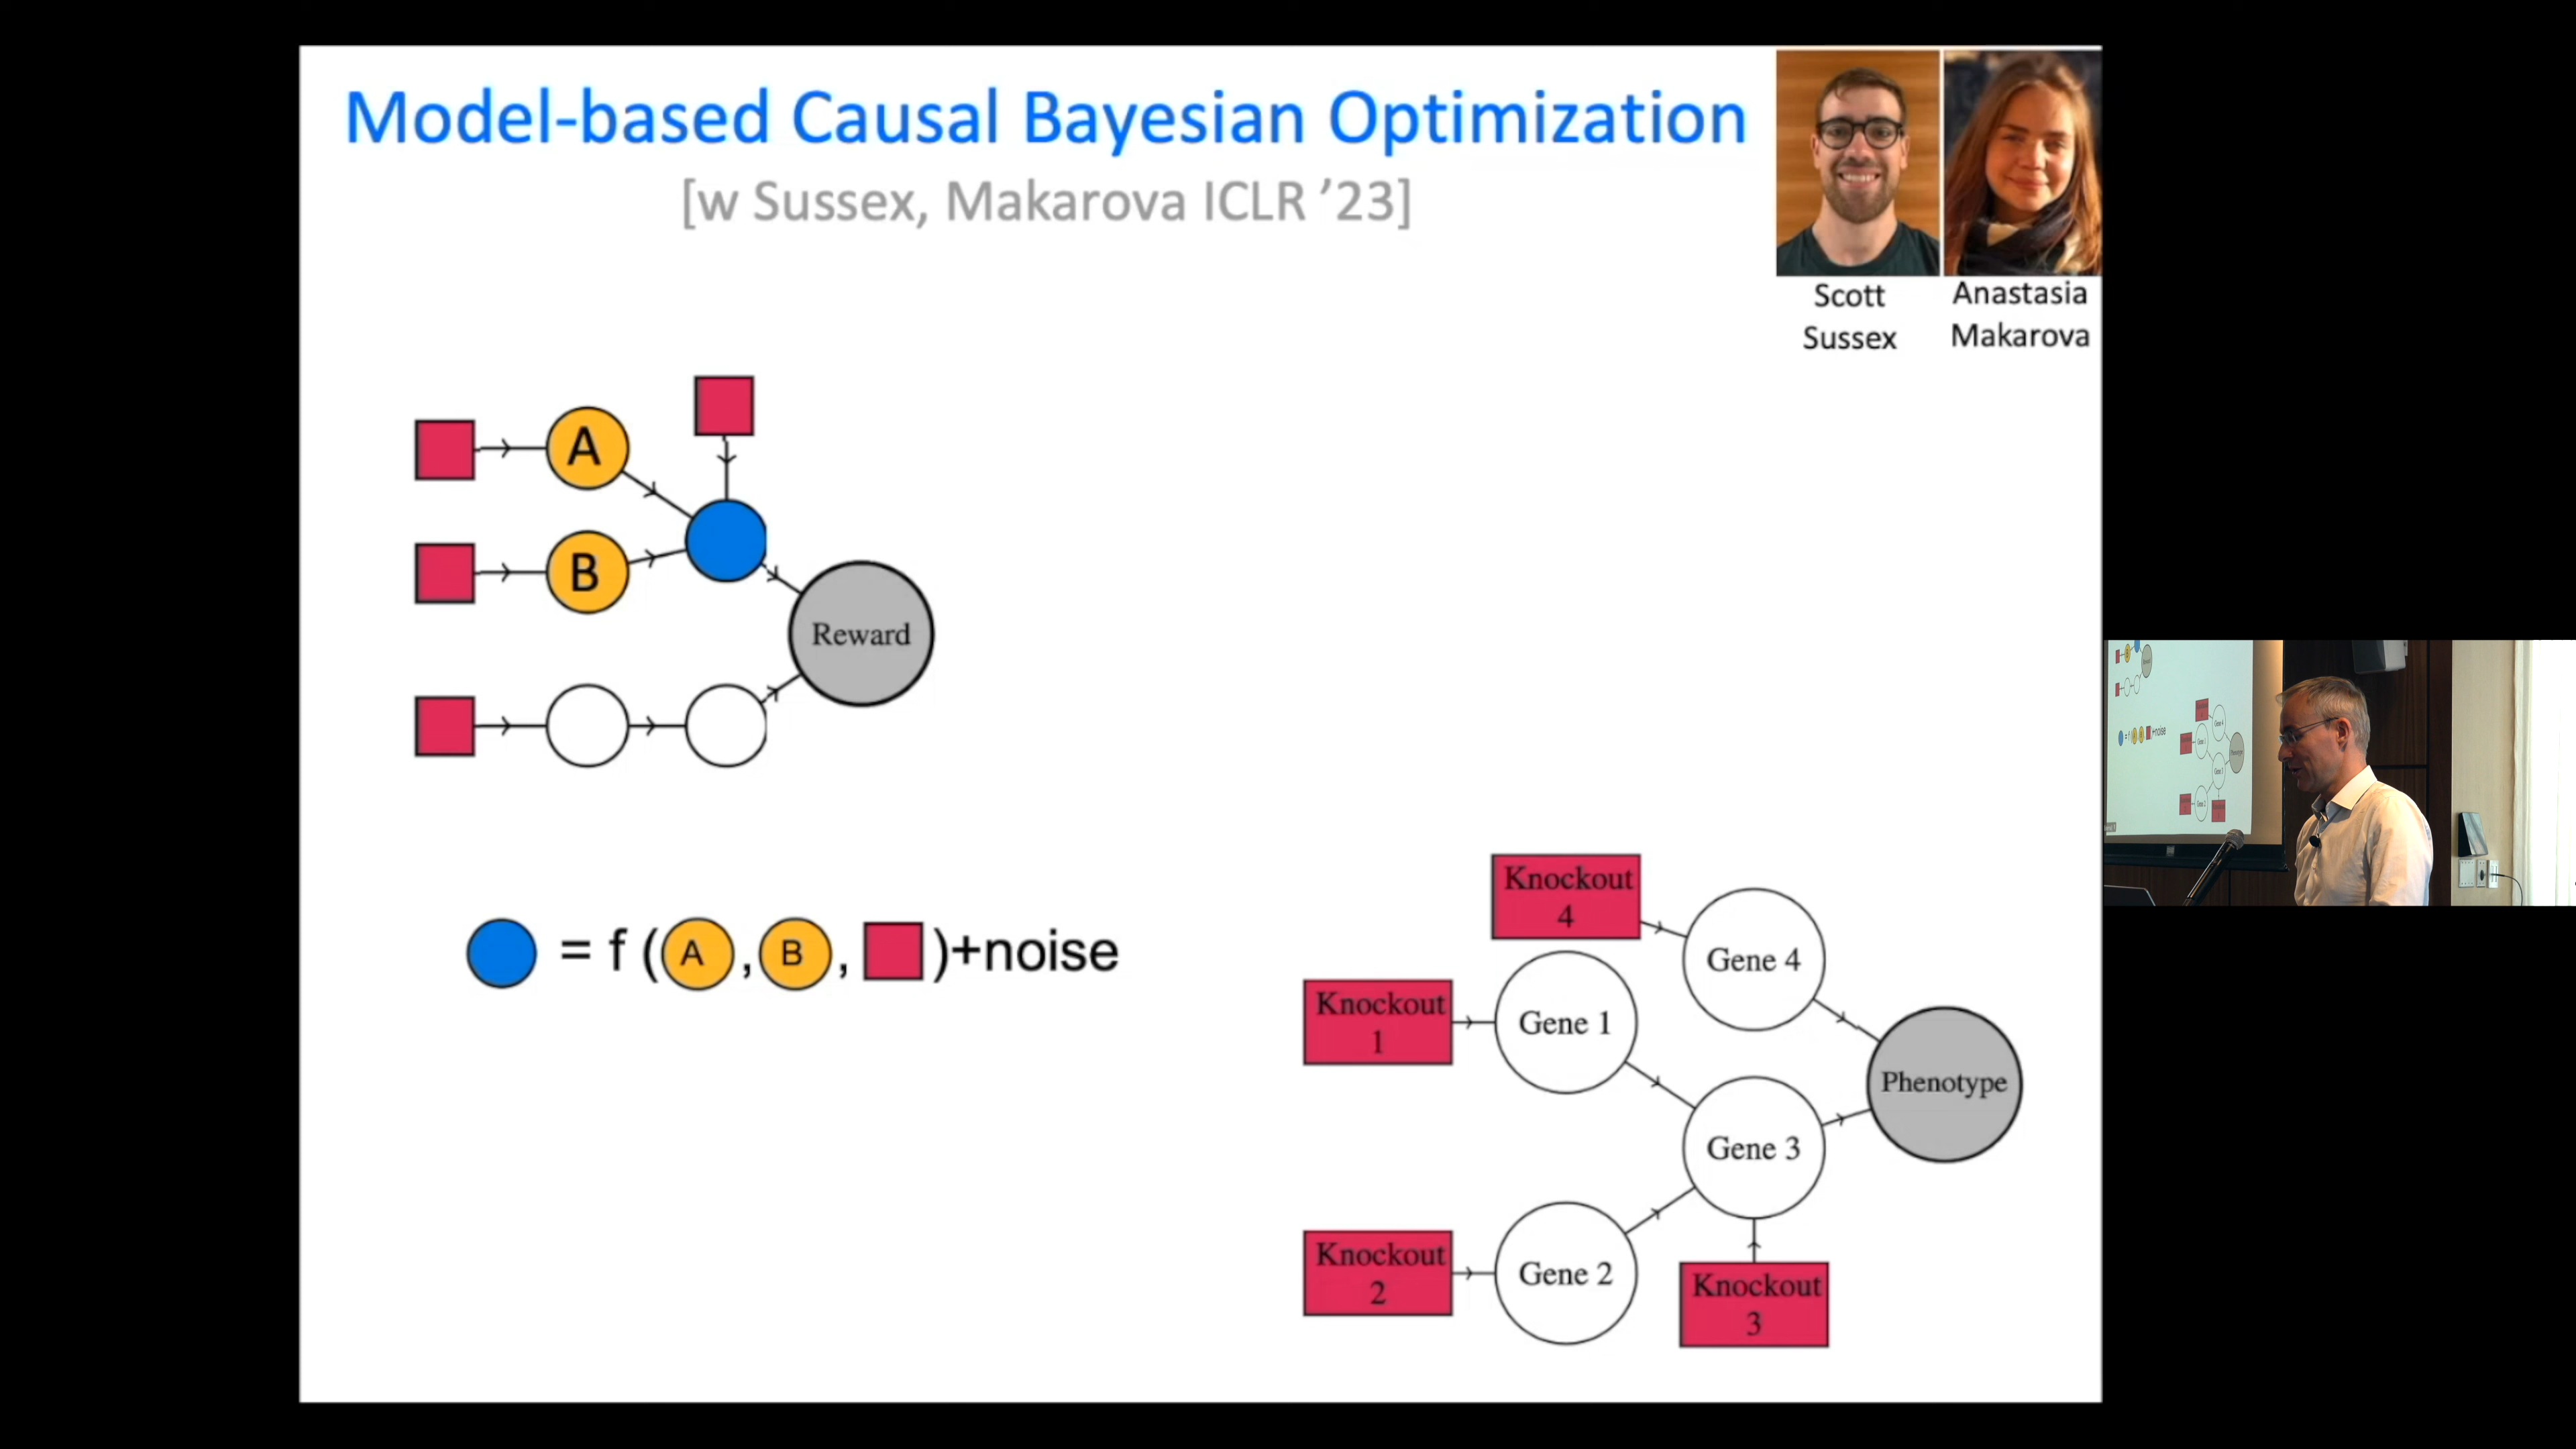 Model-based Causal Bayesian Optimization
[w Sussex, Makarova ICLR ’23]
Scott
Sussex
Anastasia
Makarova
A
B
Reward
= f (A, B, )+noise
Knockout
4
Gene 4
Knockout
1
Gene 1
Phenotype
Gene 3
Knockout
2
Gene 2
Knockout
3